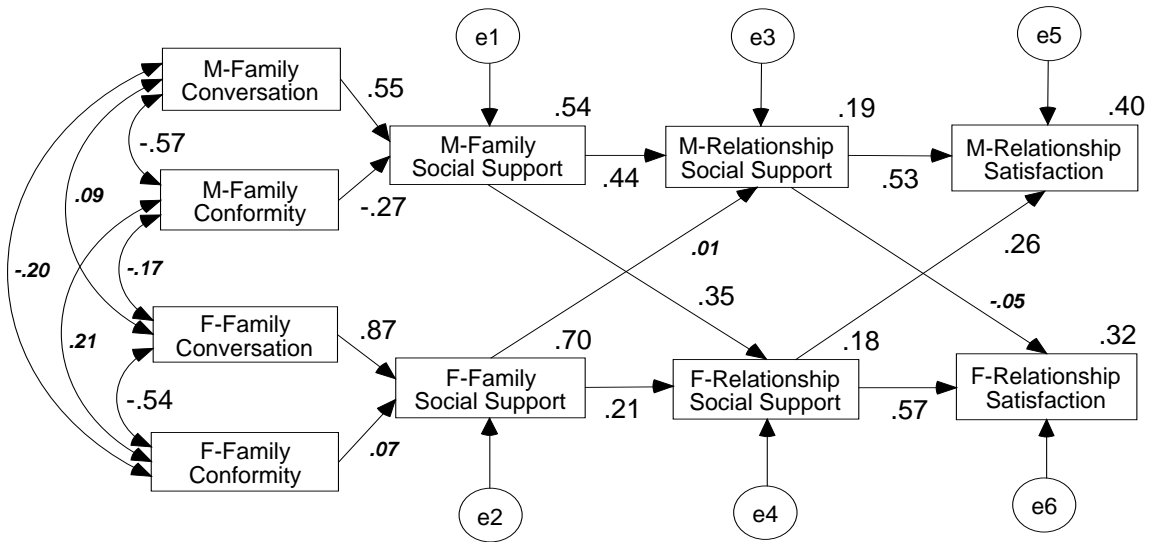 e1
e3
e5
M-Family
Conversation
.55
.54
.19
.40
M-Family
Social Support
M-Relationship
Social Support
M-Relationship
Satisfaction
-.57
.44
.53
M-Family
Conformity
-.27
.09
-.20
-.17
.01
.26
.35
-.05
.21
F-Family
Conversation
.87
.70
.18
.32
F-Family
Social Support
F-Relationship
Social Support
F-Relationship
Satisfaction
-.54
.21
.57
F-Family
Conformity
.07
e2
e4
e6